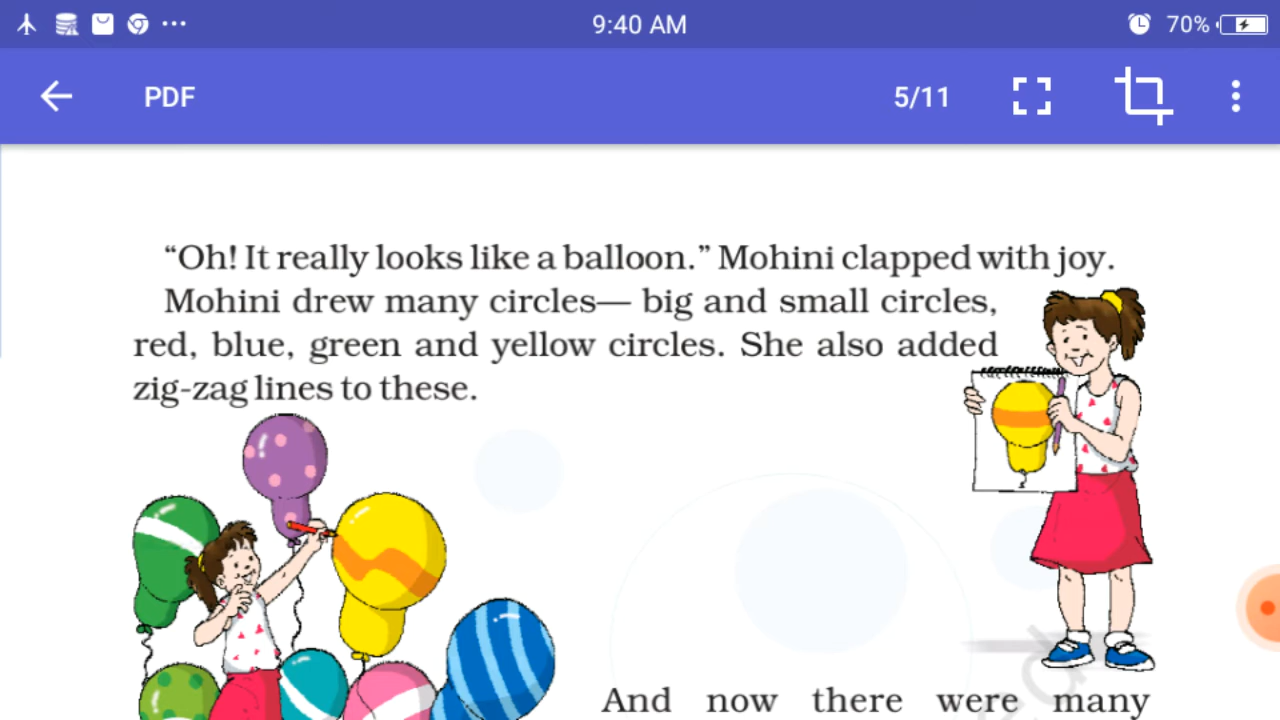 9:40 AM
70%
PDF
5/11
“Oh! It really looks like a balloon.” Mohini clapped with joy.
Mohini drew many circles— big and small circles,
red, blue, green and yellow circles. She also added
zig-zag lines to these.
And now there were many